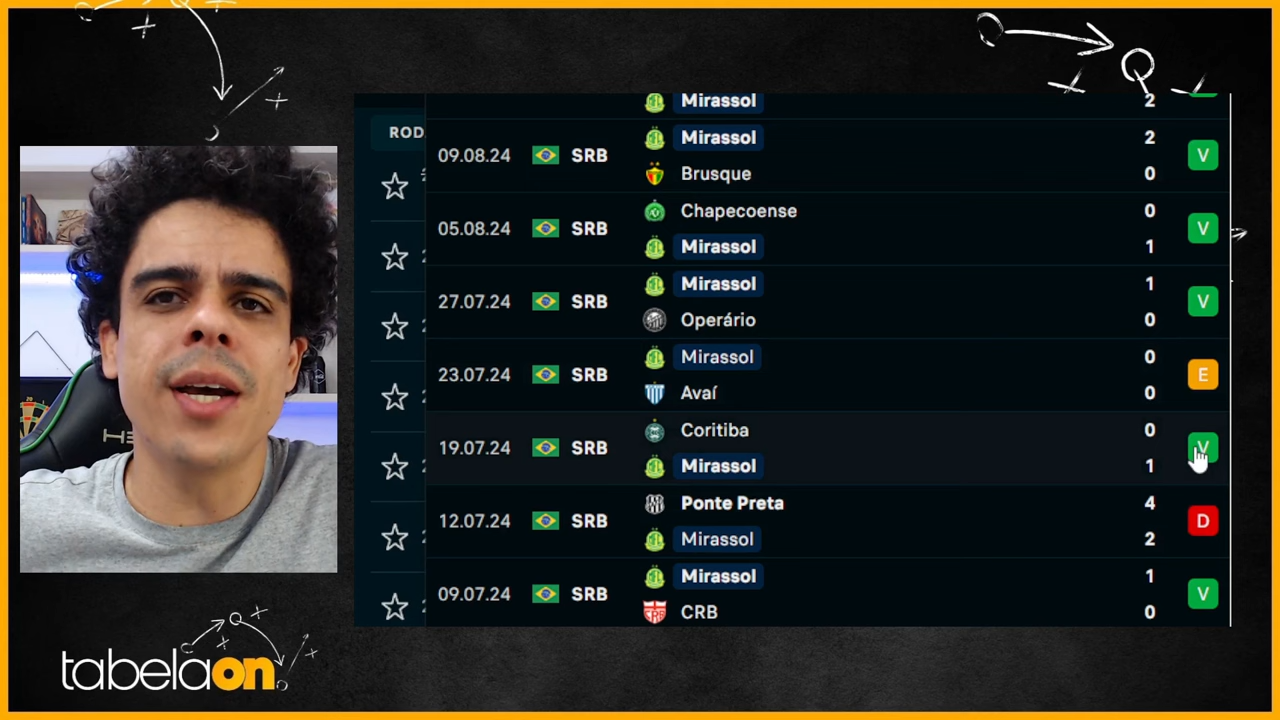 Mirassol 2
ROD
09.08.24 SRB Mirassol 2 V
Brusque 0
05.08.24 SRB Chapecoense 0 V
Mirassol 1
27.07.24 SRB Mirassol 1 V
Operário 0
23.07.24 SRB Mirassol 0 E
Avaí 0
19.07.24 SRB Coritiba 0 V
Mirassol 1
12.07.24 SRB Ponte Preta 4 D
Mirassol 2
09.07.24 SRB Mirassol 1 V
CRB 0
tabelaon